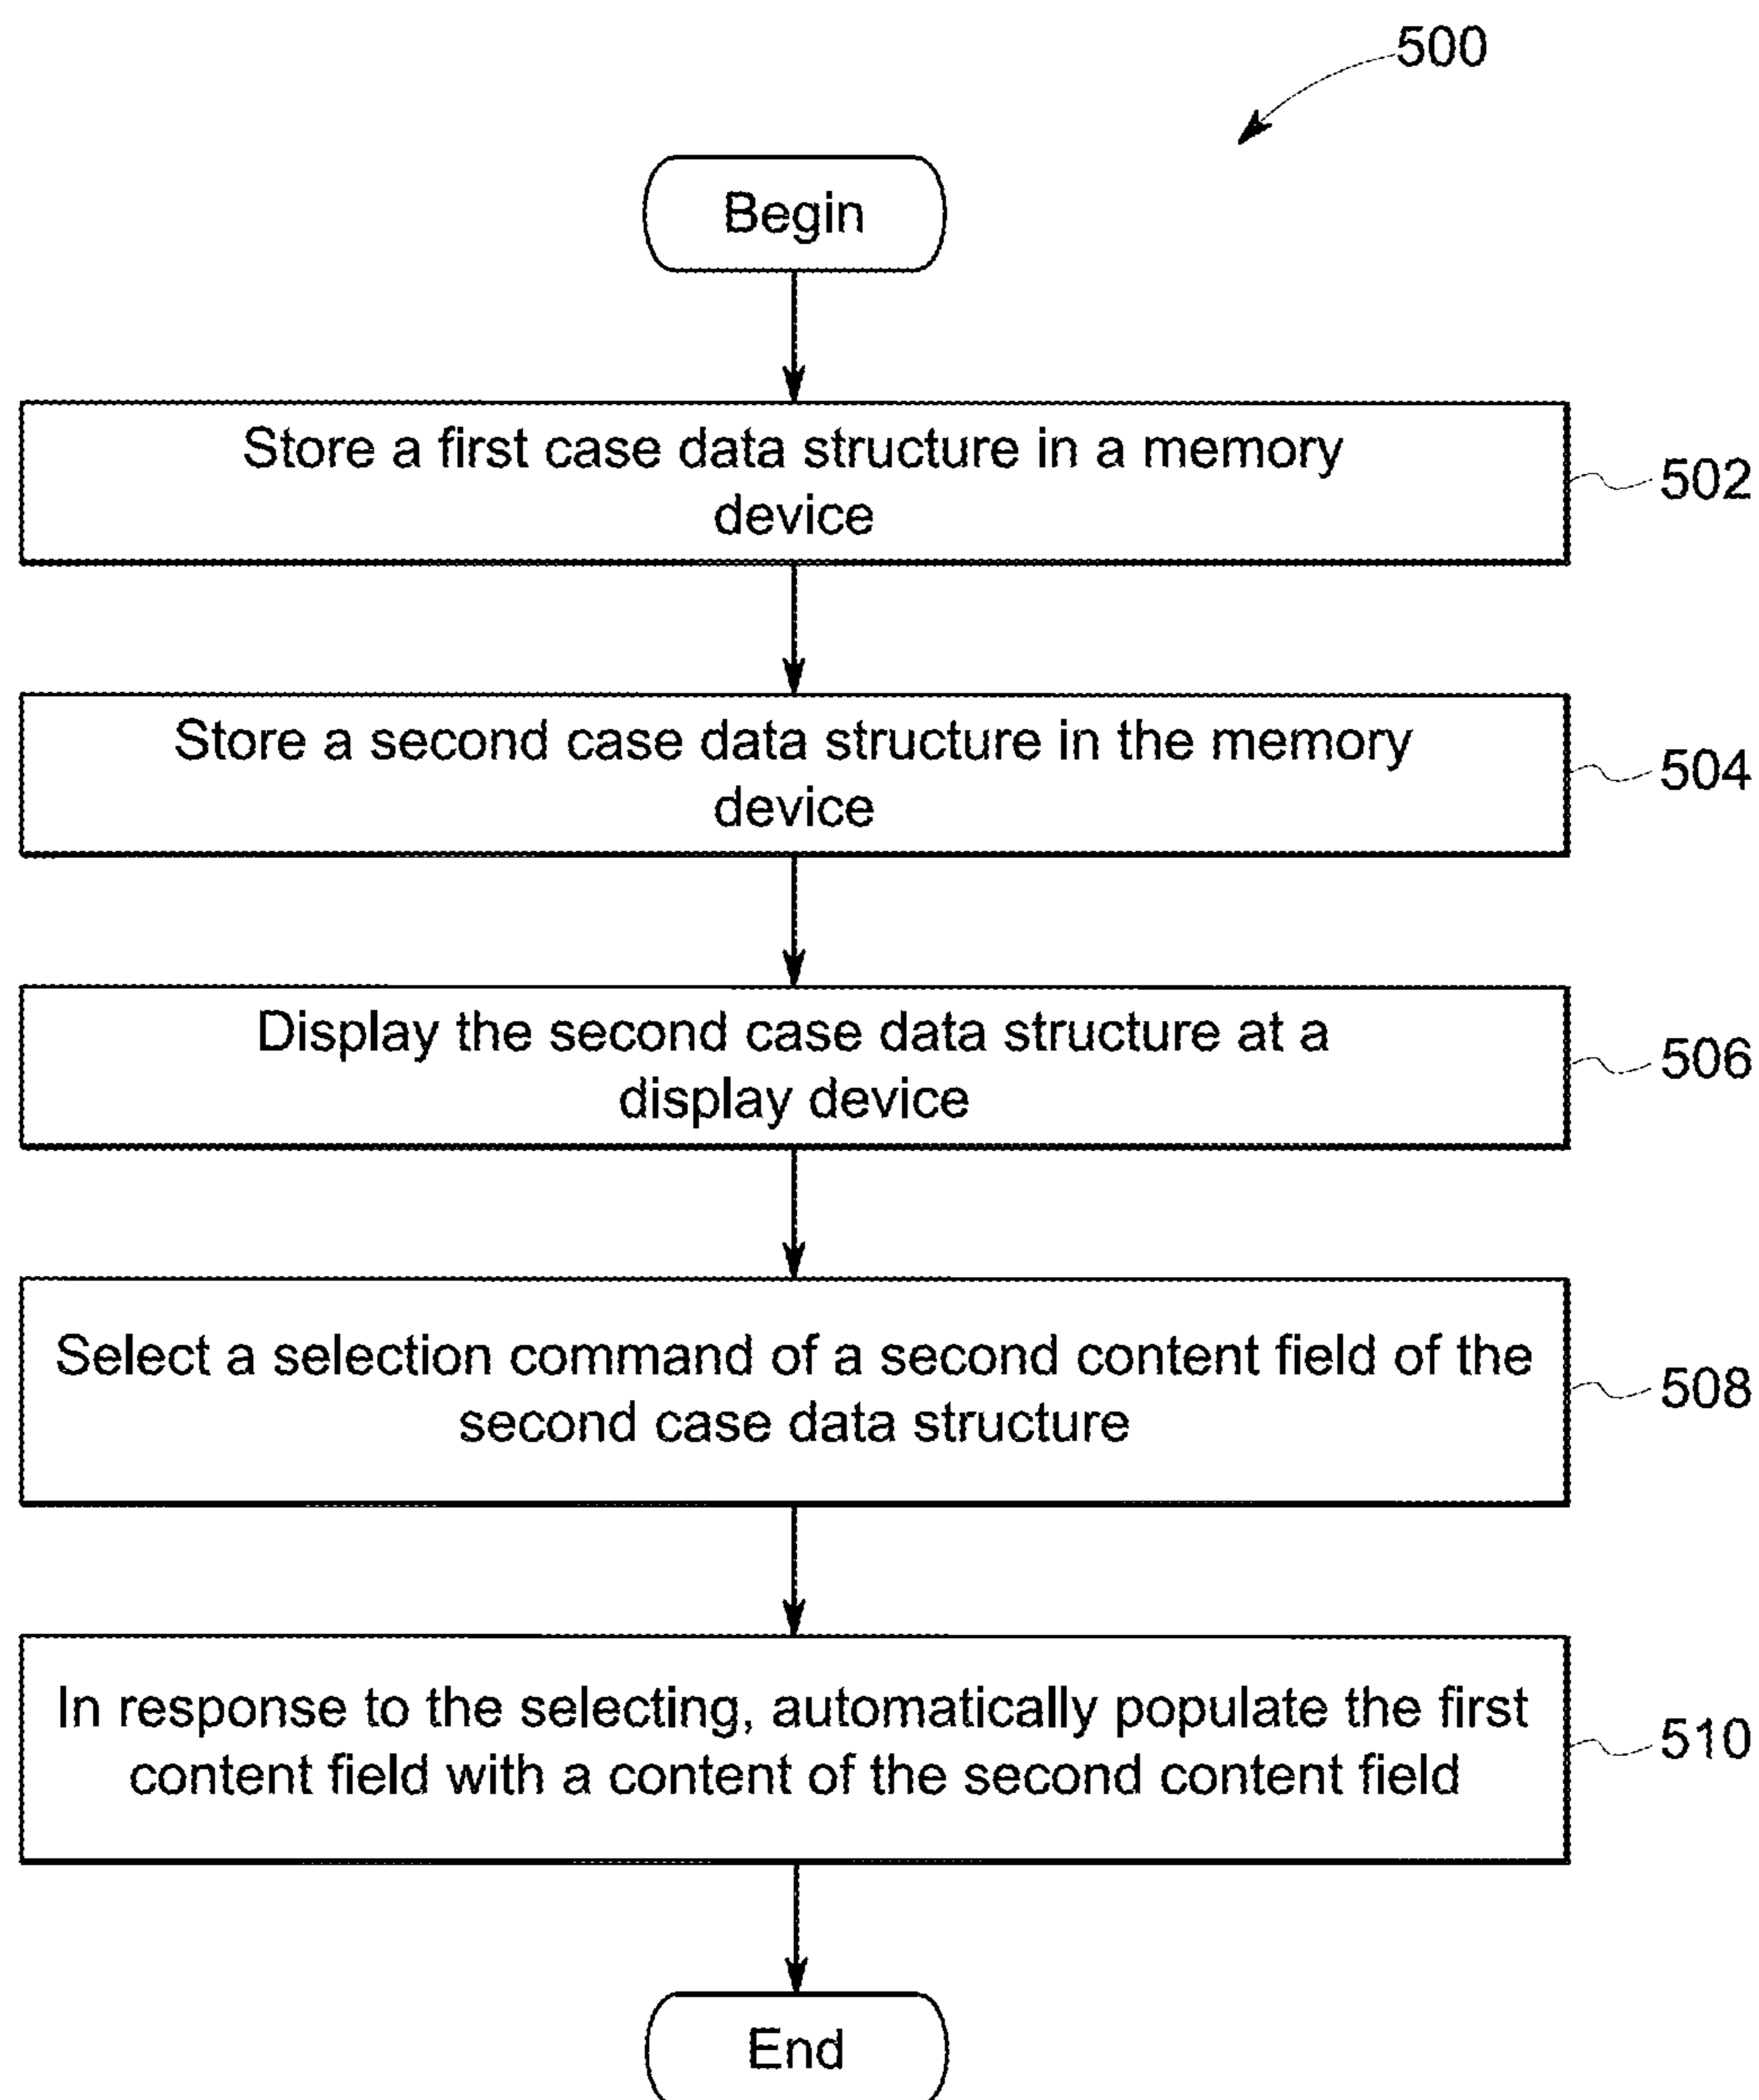 500
Begin
Store a first case data structure in a memory
device
502
Store a second case data structure in the memory
device
504
Display the second case data structure at a
display device
506
Select a selection command of a second content field of the
second case data structure
508
In response to the selecting, automatically populate the first
content field with a content of the second content field
510
End